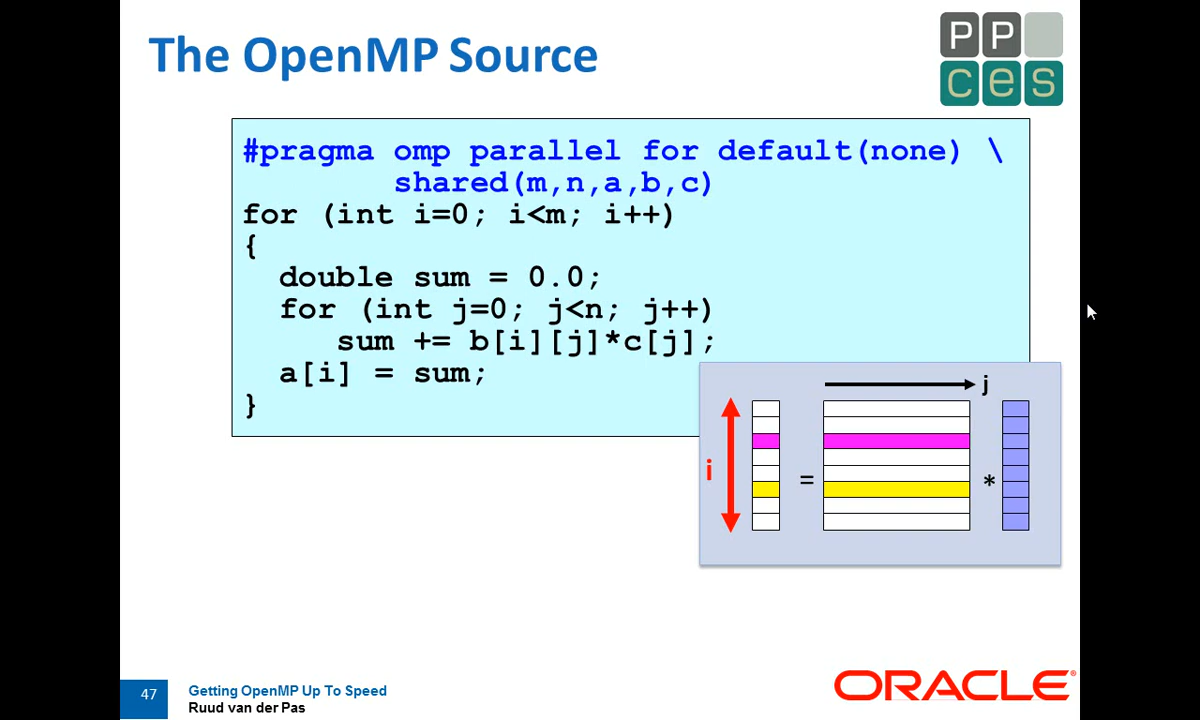 The OpenMP Source
PP
ces
#pragma omp parallel for default(none) \
shared(m,n,a,b,c)
for (int i=0; i<m; i++)
{
double sum = 0.0;
for (int j=0; j<n; j++)
sum += b[i][j]*c[j];
a[i] = sum;
}
j
i
=
*
47
Getting OpenMP Up To Speed
Ruud van der Pas
ORACLE®